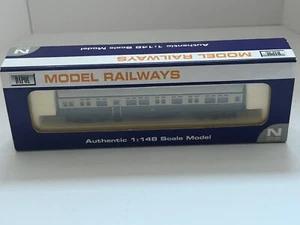 MODEL RAILWAYS
MODEL RAILWAYS
Authentic 1:148 Scale Model
N